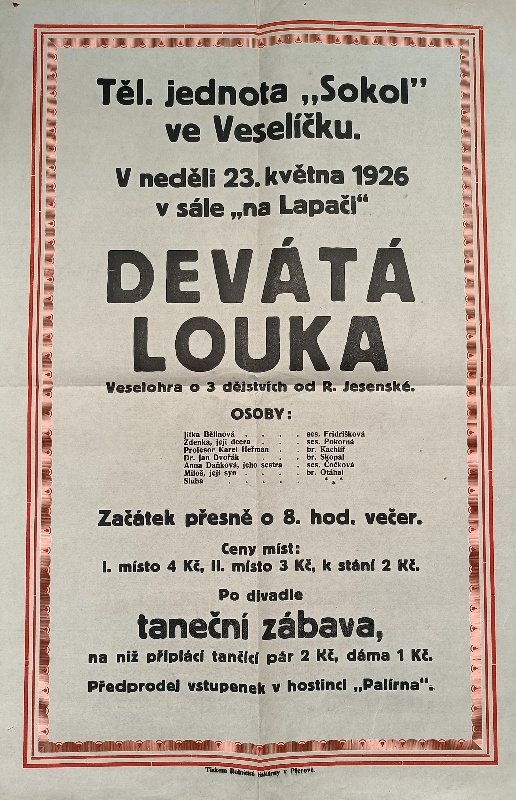 Těl. jednota „Sokol"
ve Veselíčku.
V neděli 23. května 1926
v sále „na Lapači"
DEVÁTÁ
LOUKA
Veselohra o 3 dějstvích od R. Jesenské.
OSOBY:
Jitka Bělinová . . . . ses. Fridrišková
Zdenka, její dcera . . . ses. Pokorná
Profesor Karel Heřman . . br. Kachlíř
Dr. Jan Dvořák . . . br. Skopal
Anna Daňková, jeho sestra . . ses. Čočková
Miloš, její syn . . . . br. Otáhal
Sluha . . . . . * * *
Začátek přesně o 8. hod. večer.
Ceny míst:
I. místo 4 Kč, II. místo 3 Kč, k stání 2 Kč.
Po divadle
taneční zábava,
na niž připlácí tančící pár 2 Kč, dáma 1 Kč.
Předprodej vstupenek v hostinci „Palírna".
Tiskem Rolnické tiskárny v Přerově.